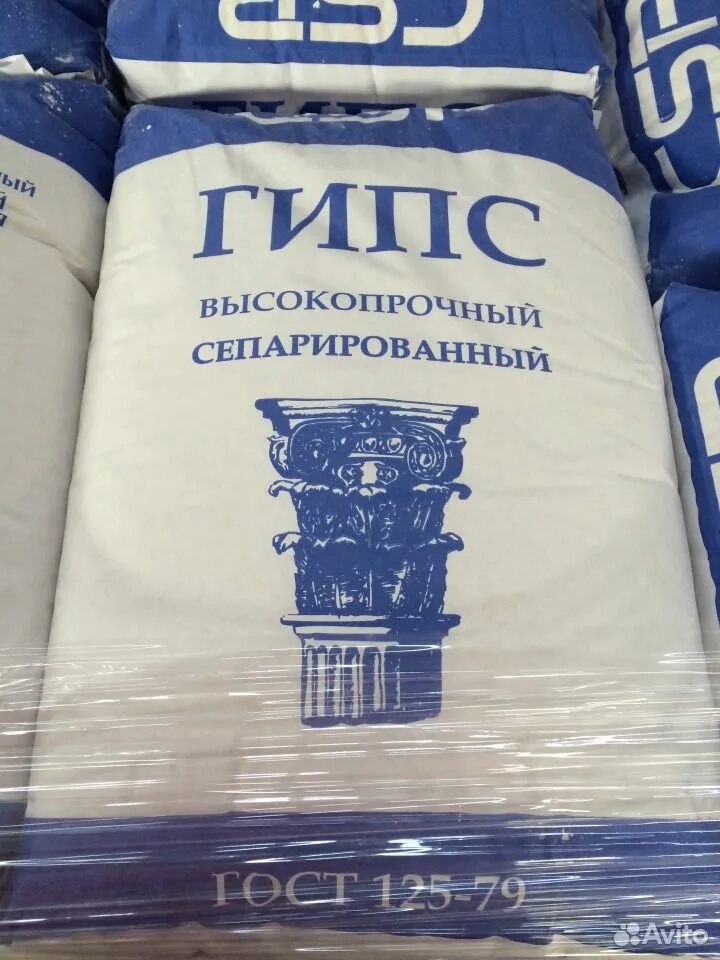 ГИПС
ВЫСОКОПРОЧНЫЙ
СЕПАРИРОВАННЫЙ
ГОСТ 125-79
Avito